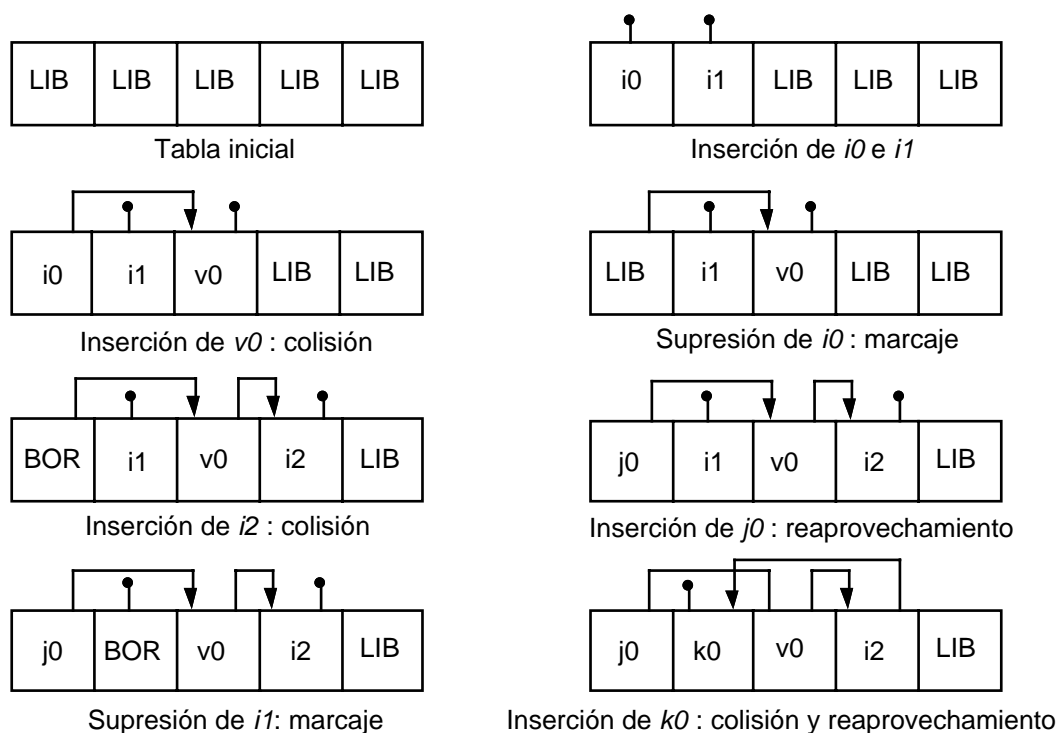 LIB LIB LIB LIB LIB
Tabla inicial
i0 i1 LIB LIB LIB
Inserción de i0 e i1
i0 i1 v0 LIB LIB
Inserción de v0 : colisión
LIB i1 v0 LIB LIB
Supresión de i0 : marcaje
BOR i1 v0 i2 LIB
Inserción de i2 : colisión
j0 i1 v0 i2 LIB
Inserción de j0 : reaprovechamiento
j0 BOR v0 i2 LIB
Supresión de i1: marcaje
j0 k0 v0 i2 LIB
Inserción de k0 : colisión y reaprovechamiento